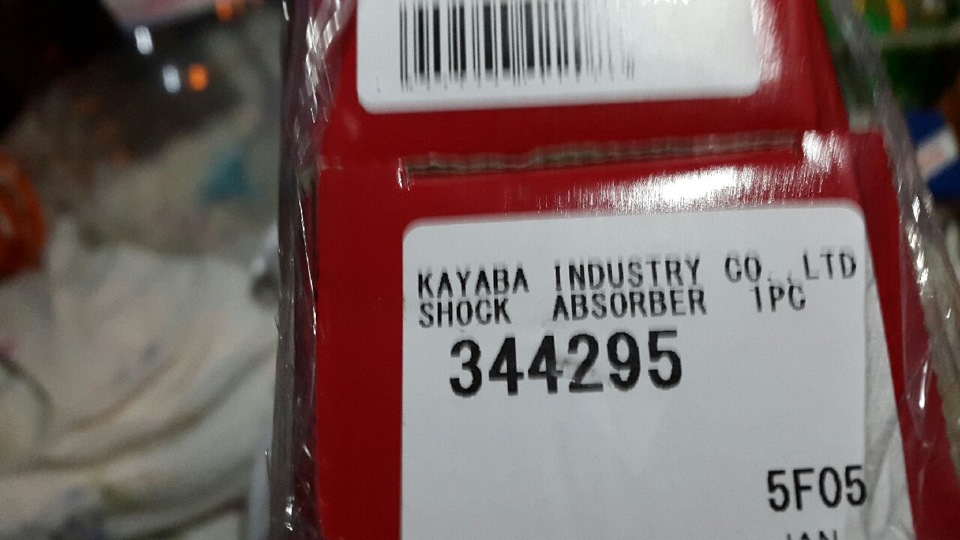 KAYABA INDUSTRY CO.,LTD
SHOCK ABSORBER 1PC
344295
5F05